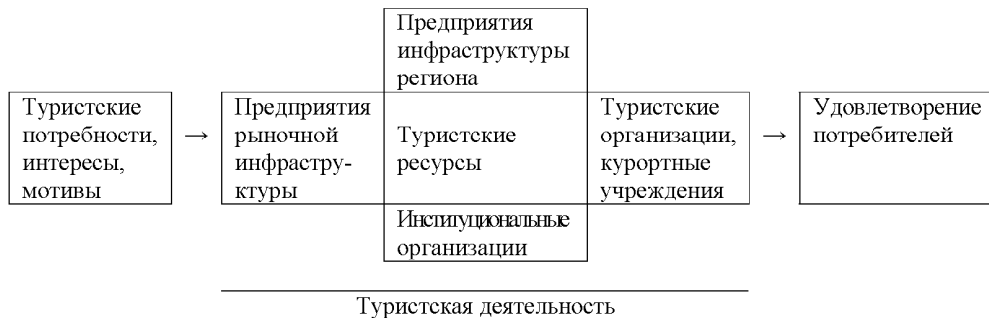 Предприятия
инфраструктуры
региона
Туристские
потребности,
интересы,
мотивы
→
Предприятия
рыночной
инфрастру-
ктуры
Туристские
ресурсы
Туристские
организации,
курортные
учреждения
→
Удовлетворение
потребителей
Институциональные
организации
Туристская деятельность